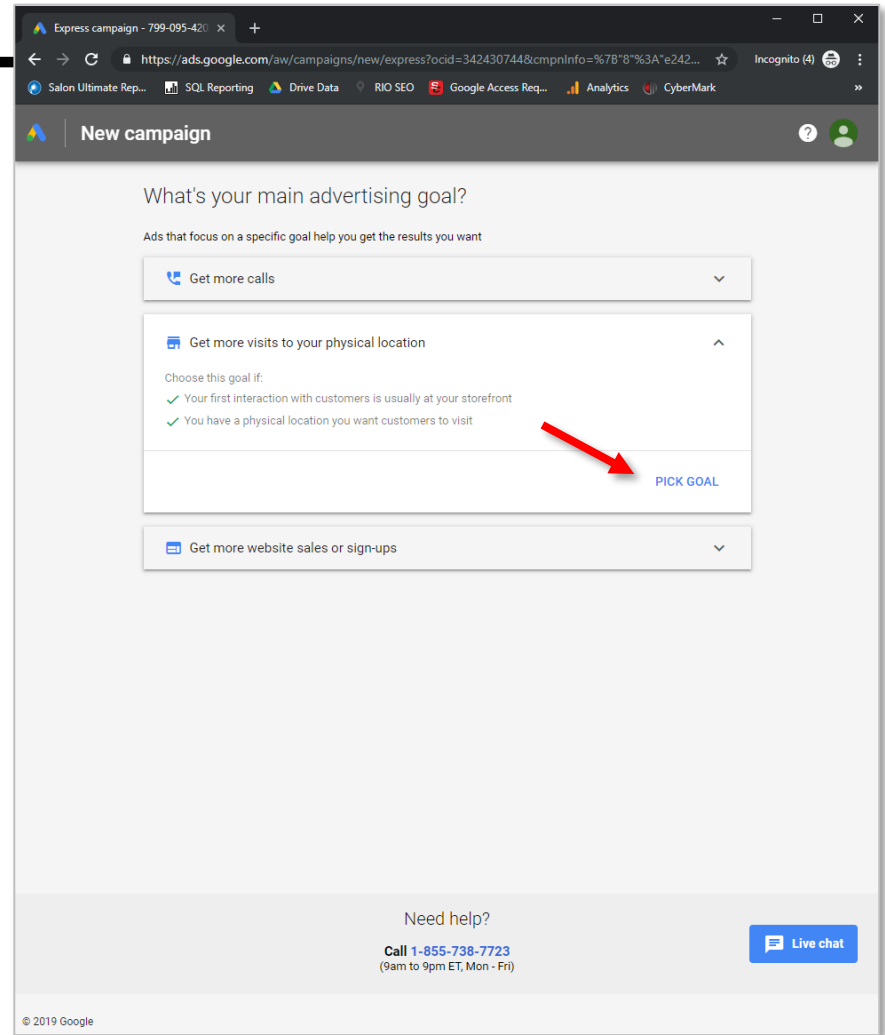 Express campaign - 799-095-420
https://ads.google.com/aw/campaigns/new/express?ocid=342430744&cmpnInfo=%7B"8"%3A"e242...
Incognito (4)
Salon Ultimate Rep...
SQL Reporting
Drive Data
RIO SEO
Google Access Req...
Analytics
CyberMark
»
New campaign
?
What's your main advertising goal?
Ads that focus on a specific goal help you get the results you want
Get more calls
Get more visits to your physical location
Choose this goal if:
Your first interaction with customers is usually at your storefront
You have a physical location you want customers to visit
PICK GOAL
Get more website sales or sign-ups
Need help?
Call 1-855-738-7723
(9am to 9pm ET, Mon - Fri)
Live chat
© 2019 Google